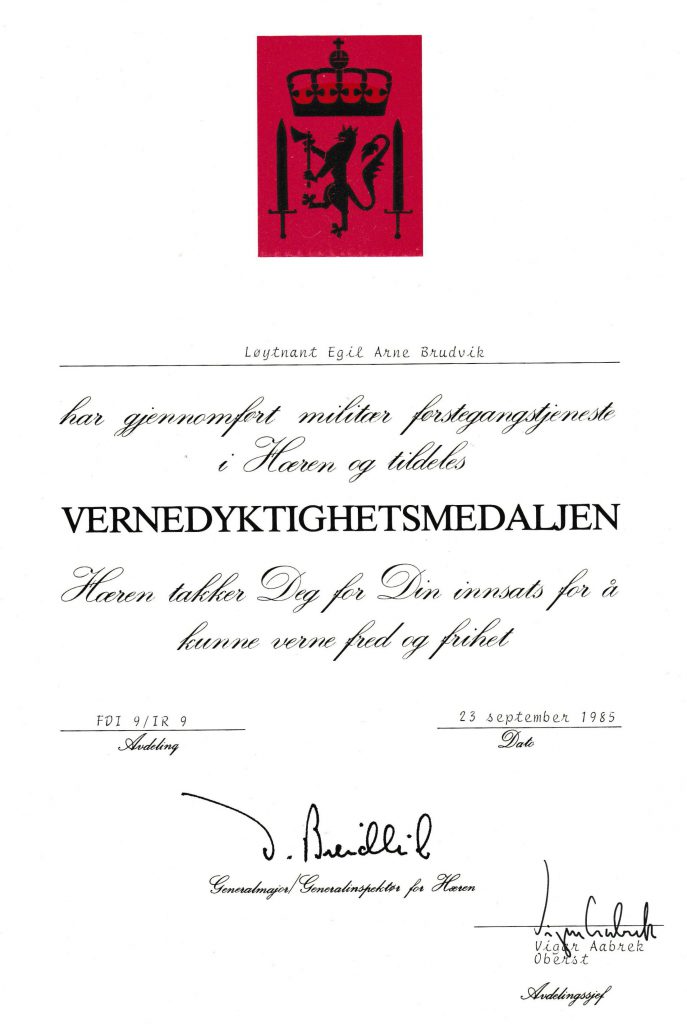 Løytnant Egil Arne Brudvik
har gjennomført militær førstegangstjeneste
i Hæren og tildeles
VERNEDYKTIGHETSMEDALJEN
Hæren takker Deg for Din innsats for å
kunne verne fred og frihet
FDI 9/IR 9
23 september 1985
Avdeling
Dato
Generalmajor/Generalinspektør for Hæren
Vigar Aabrek
Oberst
Avdelingssjef